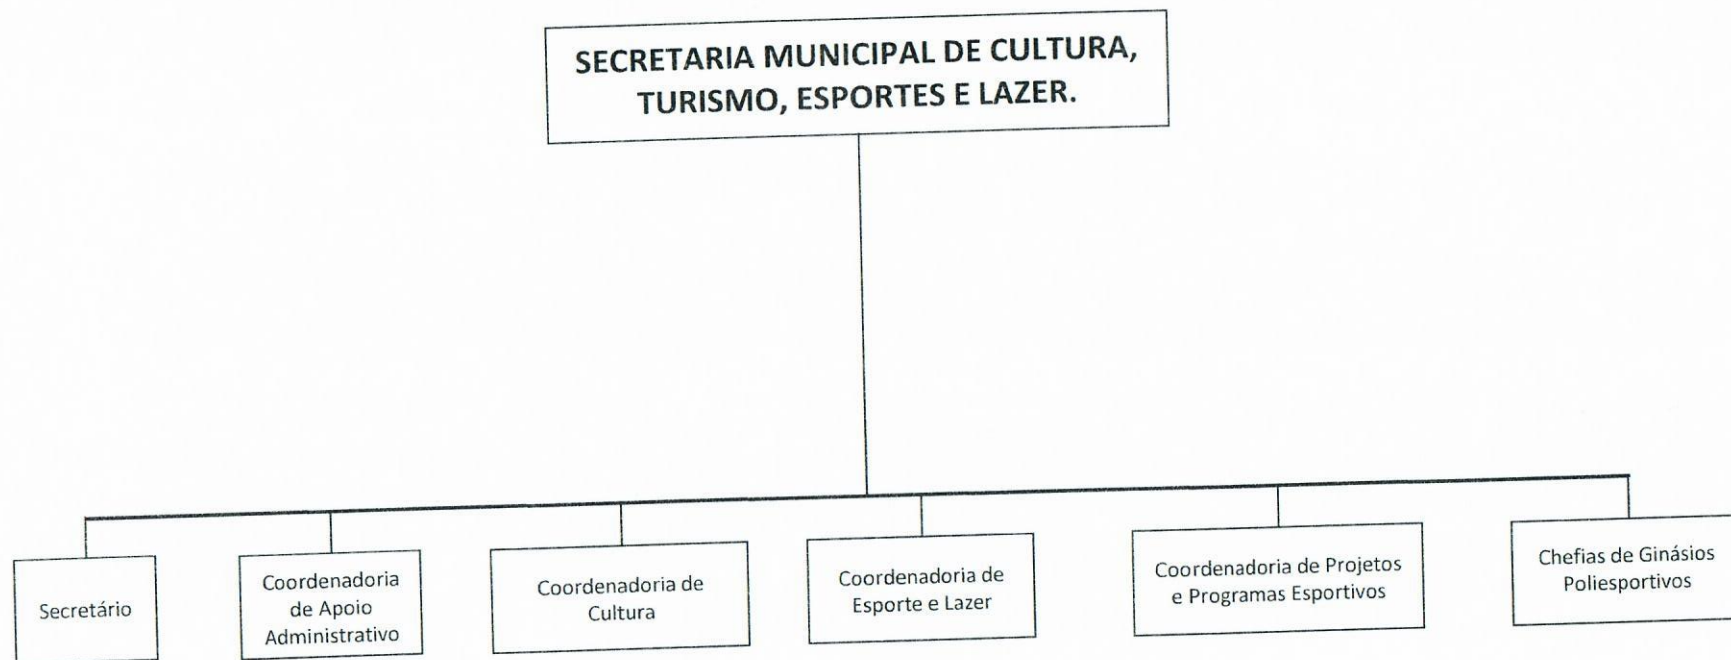 SECRETARIA MUNICIPAL DE CULTURA,
TURISMO, ESPORTES E LAZER.
Secretário
Coordenadoria
de Apoio
Administrativo
Coordenadoria de
Cultura
Coordenadoria de
Esporte e Lazer
Coordenadoria de Projetos
e Programas Esportivos
Chefias de Ginásios
Poliesportivos